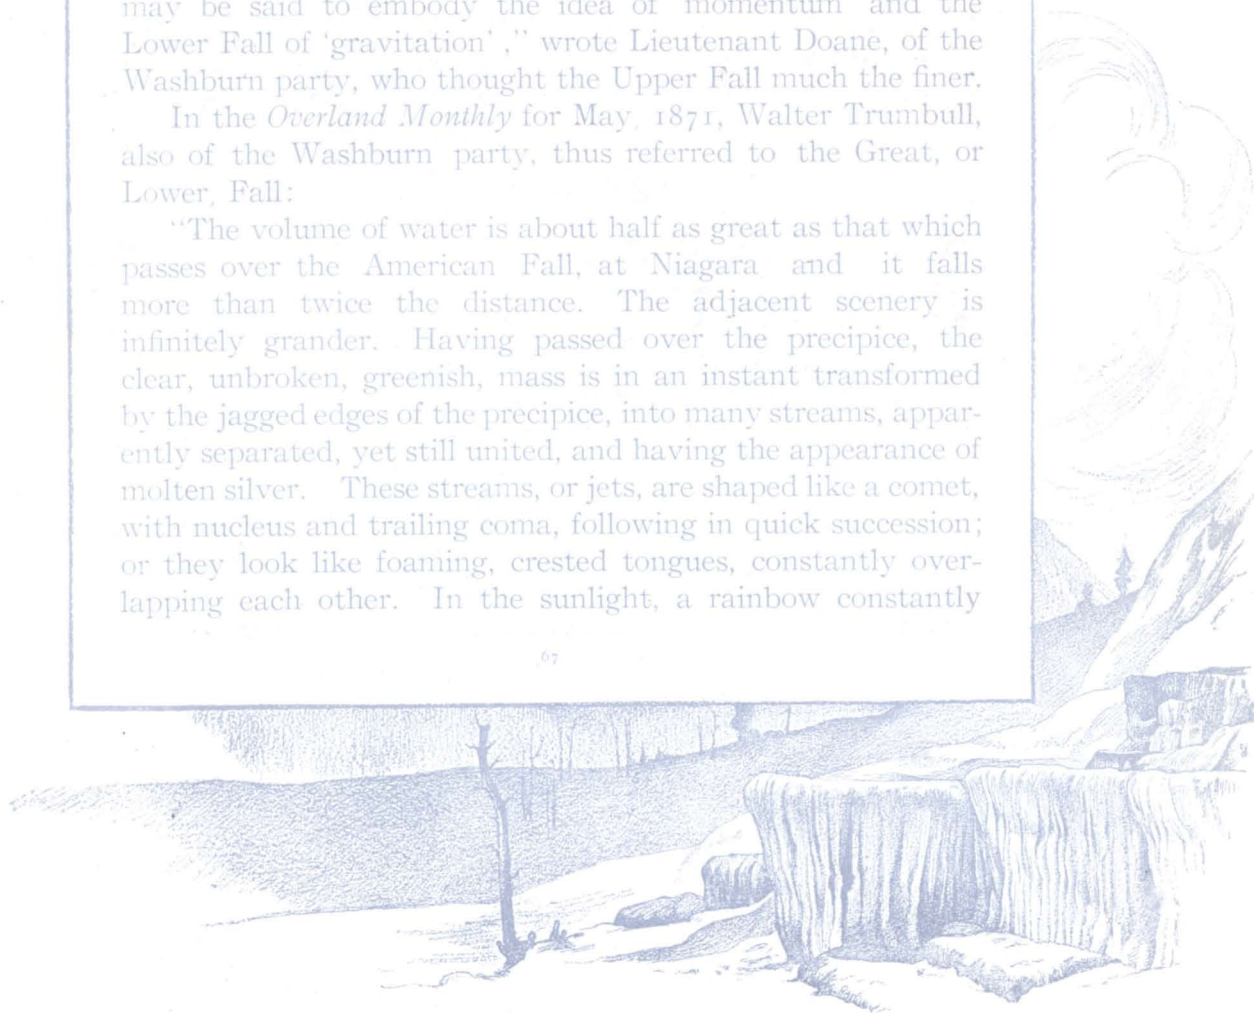 may be said to embody the idea of 'momentum' and the
Lower Fall of 'gravitation'," wrote Lieutenant Doane, of the
Washburn party, who thought the Upper Fall much the finer.
In the Overland Monthly for May, 1871, Walter Trumbull,
also of the Washburn party, thus referred to the Great, or
Lower, Fall:
"The volume of water is about half as great as that which
passes over the American Fall, at Niagara and it falls
more than twice the distance. The adjacent scenery is
infinitely grander. Having passed over the precipice, the
clear, unbroken, greenish, mass is in an instant transformed
by the jagged edges of the precipice, into many streams, appar-
ently separated, yet still united, and having the appearance of
molten silver. These streams, or jets, are shaped like a comet,
with nucleus and trailing coma, following in quick succession;
or they look like foaming, crested tongues, constantly over-
lapping each other. In the sunlight, a rainbow constantly
67